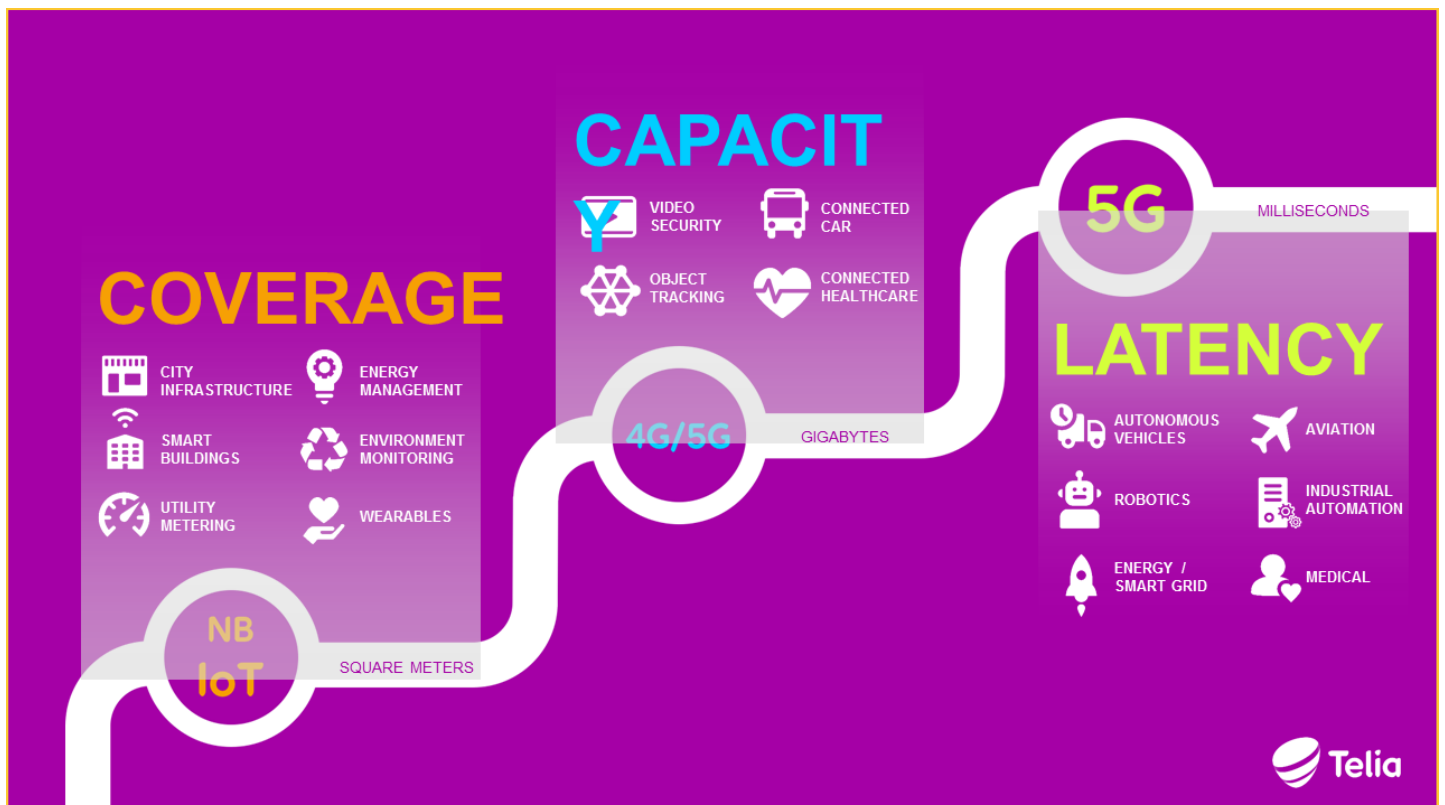 COVERAGE
CITY
INFRASTRUCTURE
ENERGY
MANAGEMENT
SMART
BUILDINGS
ENVIRONMENT
MONITORING
UTILITY
METERING
WEARABLES
NB
IoT
SQUARE METERS
CAPACIT
Y
VIDEO
SECURITY
CONNECTED
CAR
OBJECT
TRACKING
CONNECTED
HEALTHCARE
4G/5G
GIGABYTES
5G
MILLISECONDS
LATENCY
AUTONOMOUS
VEHICLES
AVIATION
ROBOTICS
INDUSTRIAL
AUTOMATION
ENERGY /
SMART GRID
MEDICAL
Telia